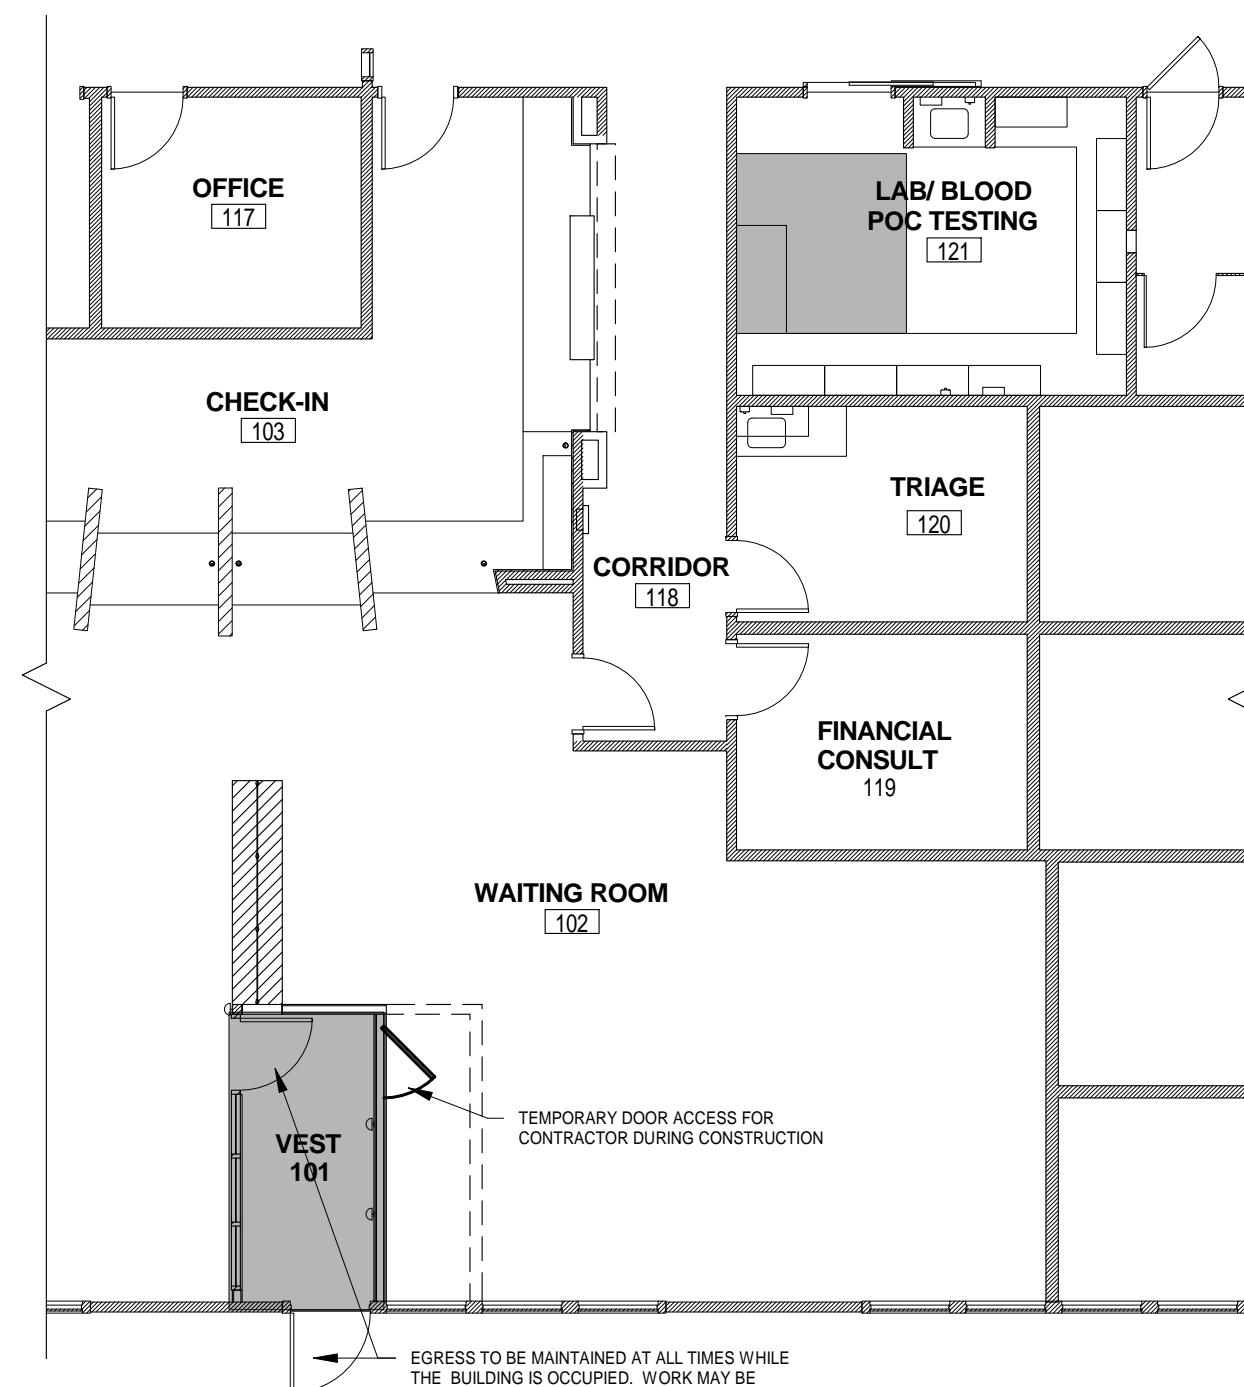 OFFICE
117
LAB/ BLOOD
POC TESTING
121
CHECK-IN
103
TRIAGE
120
CORRIDOR
118
FINANCIAL
CONSULT
119
WAITING ROOM
102
TEMPORARY DOOR ACCESS FOR
CONTRACTOR DURING CONSTRUCTION
VEST
101
EGRESS TO BE MAINTAINED AT ALL TIMES WHILE
THE BUILDING IS OCCUPIED. WORK MAY BE